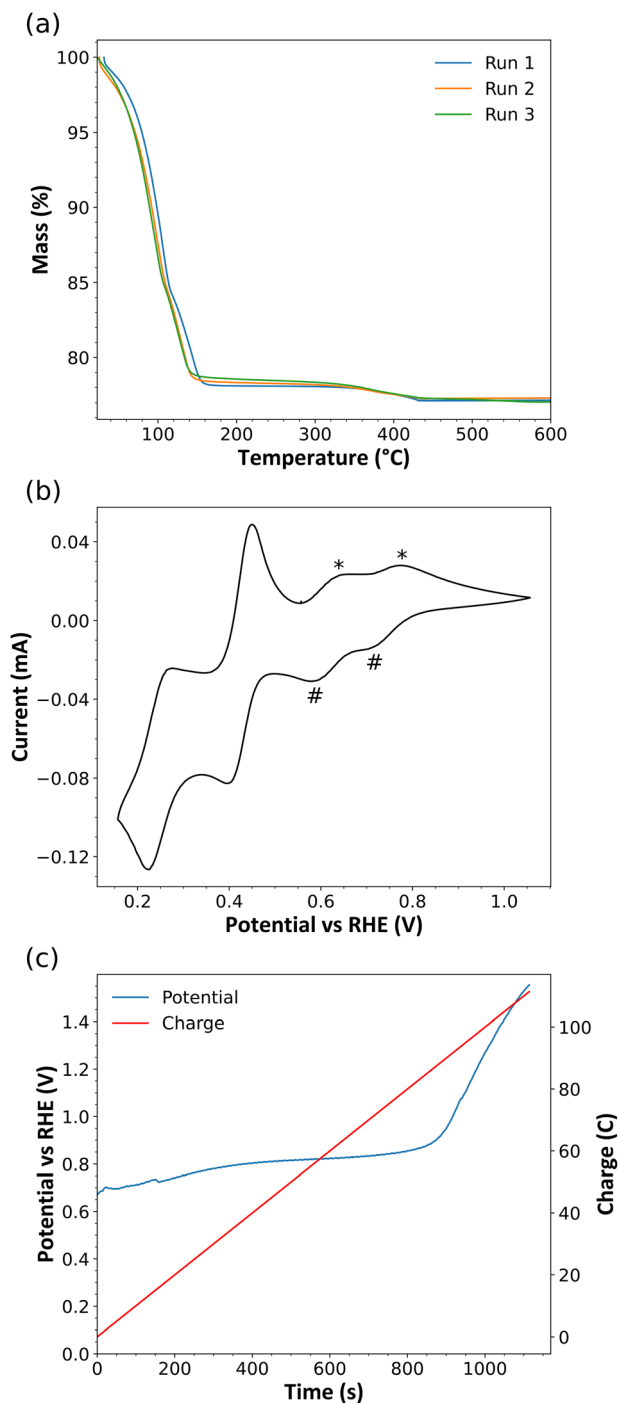 (a)
Run 1
Run 2
Run 3
100
95
90
85
80
Mass (%)
100 200 300 400 500 600
Temperature (°C)
(b)
0.04
0.00
−0.04
−0.08
−0.12
* *
# #
Current (mA)
0.2 0.4 0.6 0.8 1.0
Potential vs RHE (V)
(c)
Potential
Charge
1.4
1.2
1.0
0.8
0.6
0.4
0.2
0.0
Potential vs RHE (V)
100
80
60
40
20
0
Charge (C)
0 200 400 600 800 1000
Time (s)